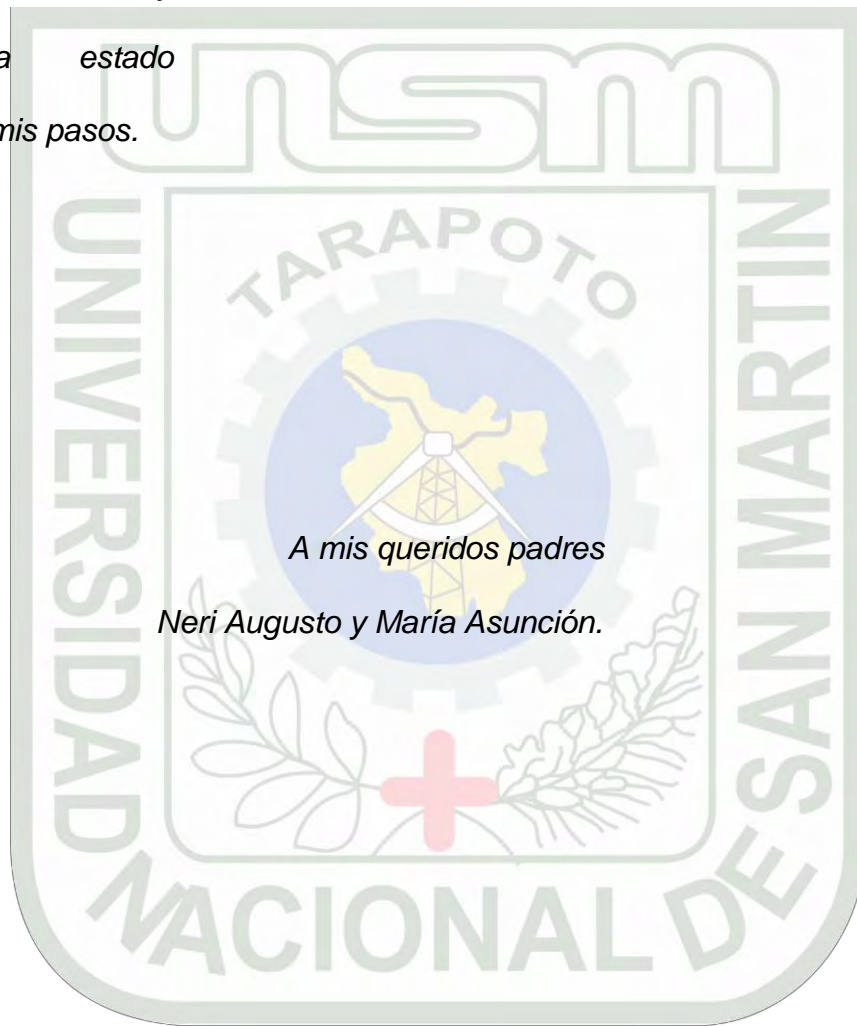 a estado
mis pasos.
unsm
TARAPOTO
A mis queridos padres
Neri Augusto y María Asunción.
UNIVERSIDAD NACIONAL DE SAN MARTIN